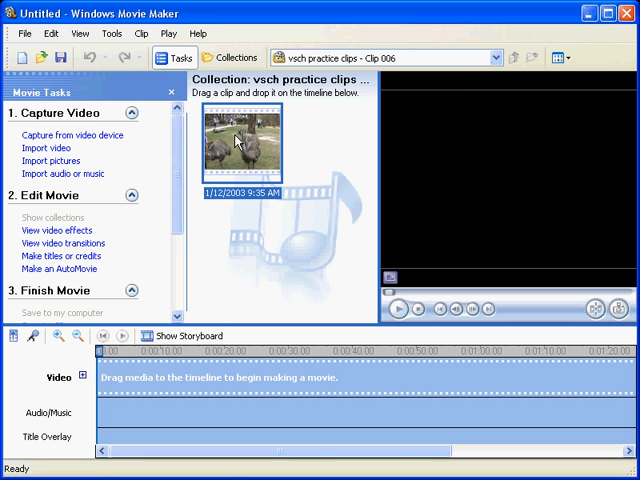 Untitled - Windows Movie Maker
File Edit View Tools Clip Play Help
Tasks Collections vsch practice clips - Clip 006
Movie Tasks
1. Capture Video
Capture from video device
Import video
Import pictures
Import audio or music
2. Edit Movie
Show collections
View video effects
View video transitions
Make titles or credits
Make an AutoMovie
3. Finish Movie
Save to my computer
Collection: vsch practice clips ...
Drag a clip and drop it on the timeline below.
1/12/2003 9:35 AM
Show Storyboard
0:00:10.00 0:00:20.00 0:00:30.00 0:00:40.00 0:00:50.00 0:01:00.00 0:01:10.00 0:01:20.00
Video
Drag media to the timeline to begin making a movie.
Audio/Music
Title Overlay
Ready